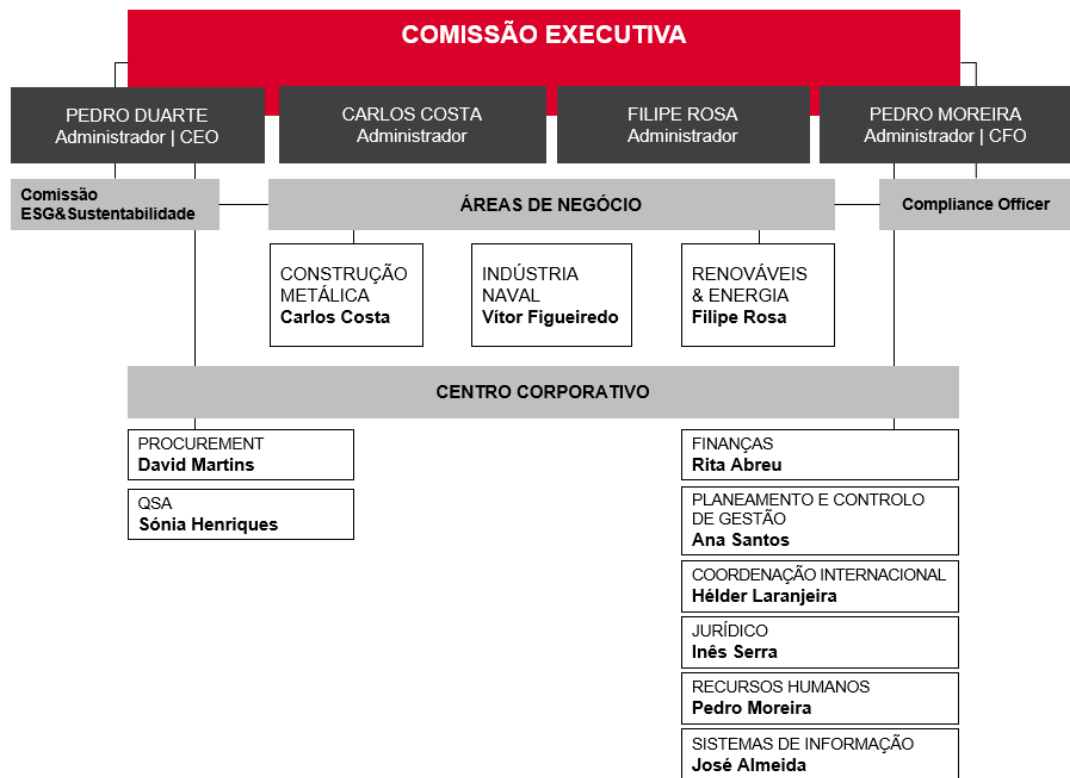 COMISSÃO EXECUTIVA
PEDRO DUARTE
Administrador | CEO
CARLOS COSTA
Administrador
FILIPE ROSA
Administrador
PEDRO MOREIRA
Administrador | CFO
Comissão
ESG&Sustentabilidade
ÁREAS DE NEGÓCIO
Compliance Officer
CONSTRUÇÃO
METÁLICA
Carlos Costa
INDÚSTRIA
NAVAL
Vítor Figueiredo
RENOVÁVEIS
& ENERGIA
Filipe Rosa
CENTRO CORPORATIVO
PROCUREMENT
David Martins
QSA
Sónia Henriques
FINANÇAS
Rita Abreu
PLANEAMENTO E CONTROLO
DE GESTÃO
Ana Santos
COORDENAÇÃO INTERNACIONAL
Hélder Laranjeira
JURÍDICO
Inês Serra
RECURSOS HUMANOS
Pedro Moreira
SISTEMAS DE INFORMAÇÃO
José Almeida